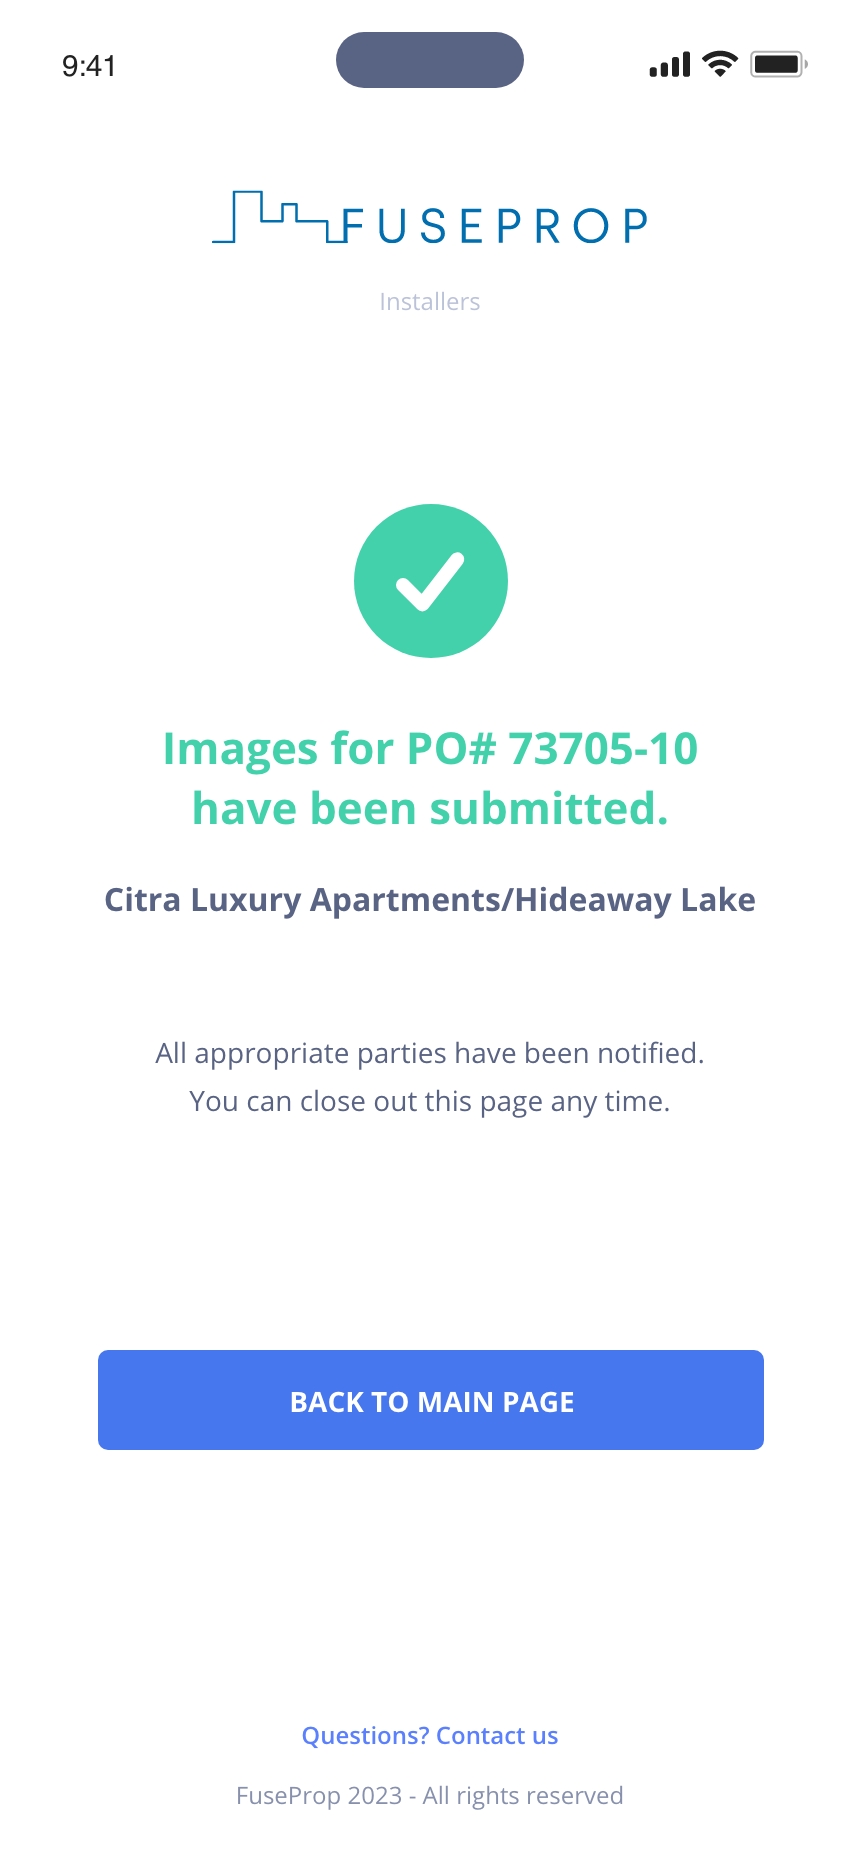 9:41
FUSEPROP
Installers
Images for PO# 73705-10
have been submitted.
Citra Luxury Apartments/Hideaway Lake
All appropriate parties have been notified.
You can close out this page any time.
BACK TO MAIN PAGE
Questions? Contact us
FuseProp 2023 - All rights reserved